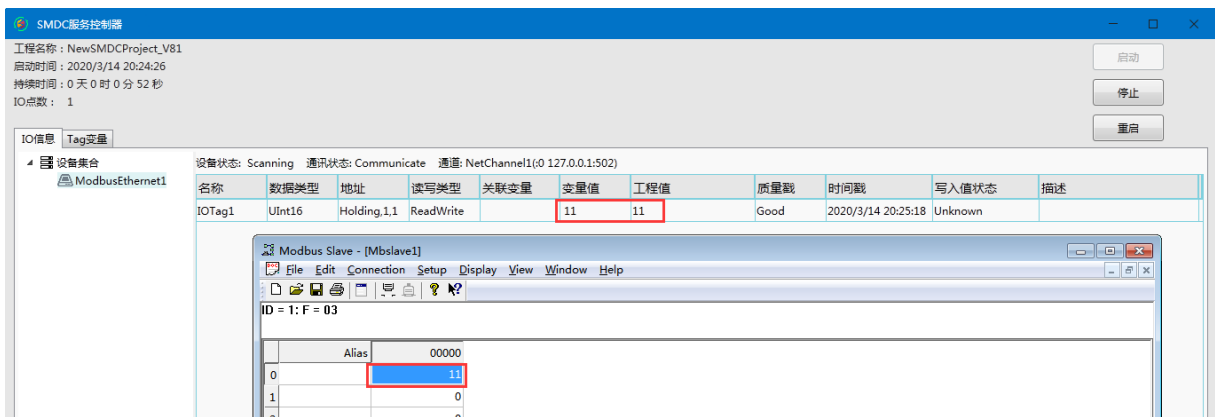 SMDC服务控制器
工程名称：NewSMDCProject_V81
启动时间：2020/3/14 20:24:26
持续时间：0 天 0 时 0 分 52 秒
IO点数： 1
启动
停止
重启
IO信息 Tag变量
设备集合
ModbusEthernet1
设备状态: Scanning 通讯状态: Communicate 通道: NetChannel1(:0 127.0.0.1:502)
名称 数据类型 地址 读写类型 关联变量 变量值 工程值 质量戳 时间戳 写入值状态 描述
IOTag1 UInt16 Holding,1,1 ReadWrite 11 11 Good 2020/3/14 20:25:18 Unknown
Modbus Slave - [Mbslave1]
File Edit Connection Setup Display View Window Help
ID = 1: F = 03
Alias 00000
0 11
1 0